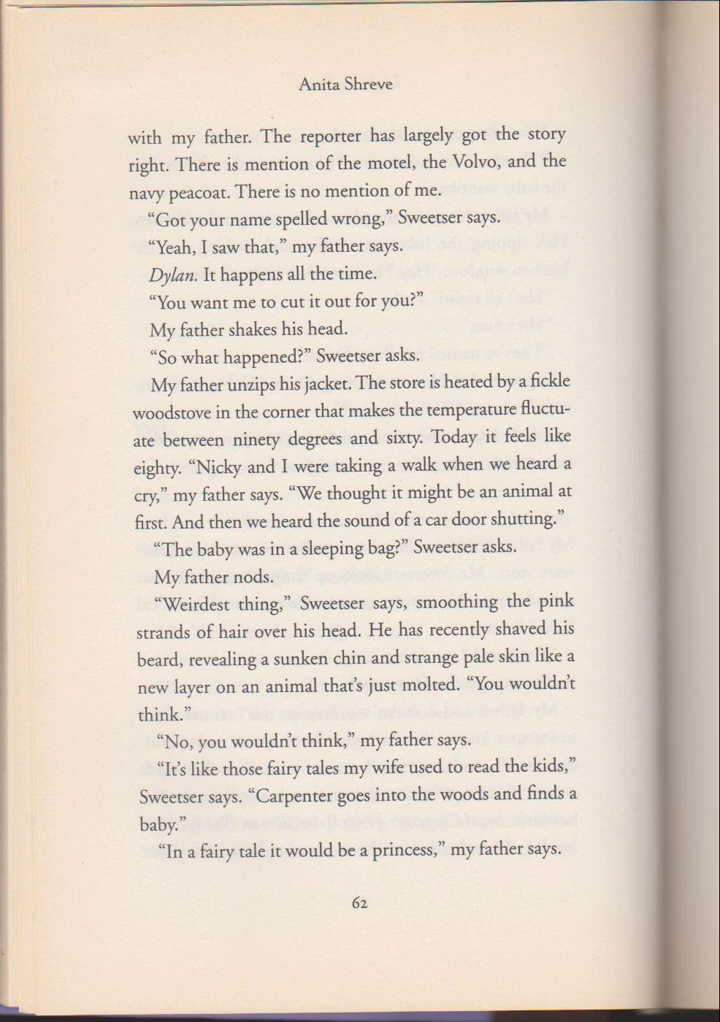 Anita Shreve
with my father. The reporter has largely got the story
right. There is mention of the motel, the Volvo, and the
navy peacoat. There is no mention of me.
“Got your name spelled wrong,” Sweetser says.
“Yeah, I saw that,” my father says.
Dylan. It happens all the time.
“You want me to cut it out for you?”
My father shakes his head.
“So what happened?” Sweetser asks.
My father unzips his jacket. The store is heated by a fickle
woodstove in the corner that makes the temperature fluctu-
ate between ninety degrees and sixty. Today it feels like
eighty. “Nicky and I were taking a walk when we heard a
cry,” my father says. “We thought it might be an animal at
first. And then we heard the sound of a car door shutting.”
“The baby was in a sleeping bag?” Sweetser asks.
My father nods.
“Weirdest thing,” Sweetser says, smoothing the pink
strands of hair over his head. He has recently shaved his
beard, revealing a sunken chin and strange pale skin like a
new layer on an animal that’s just molted. “You wouldn’t
think.”
“No, you wouldn’t think,” my father says.
“It’s like those fairy tales my wife used to read the kids,”
Sweetser says. “Carpenter goes into the woods and finds a
baby.”
“In a fairy tale it would be a princess,” my father says.
62